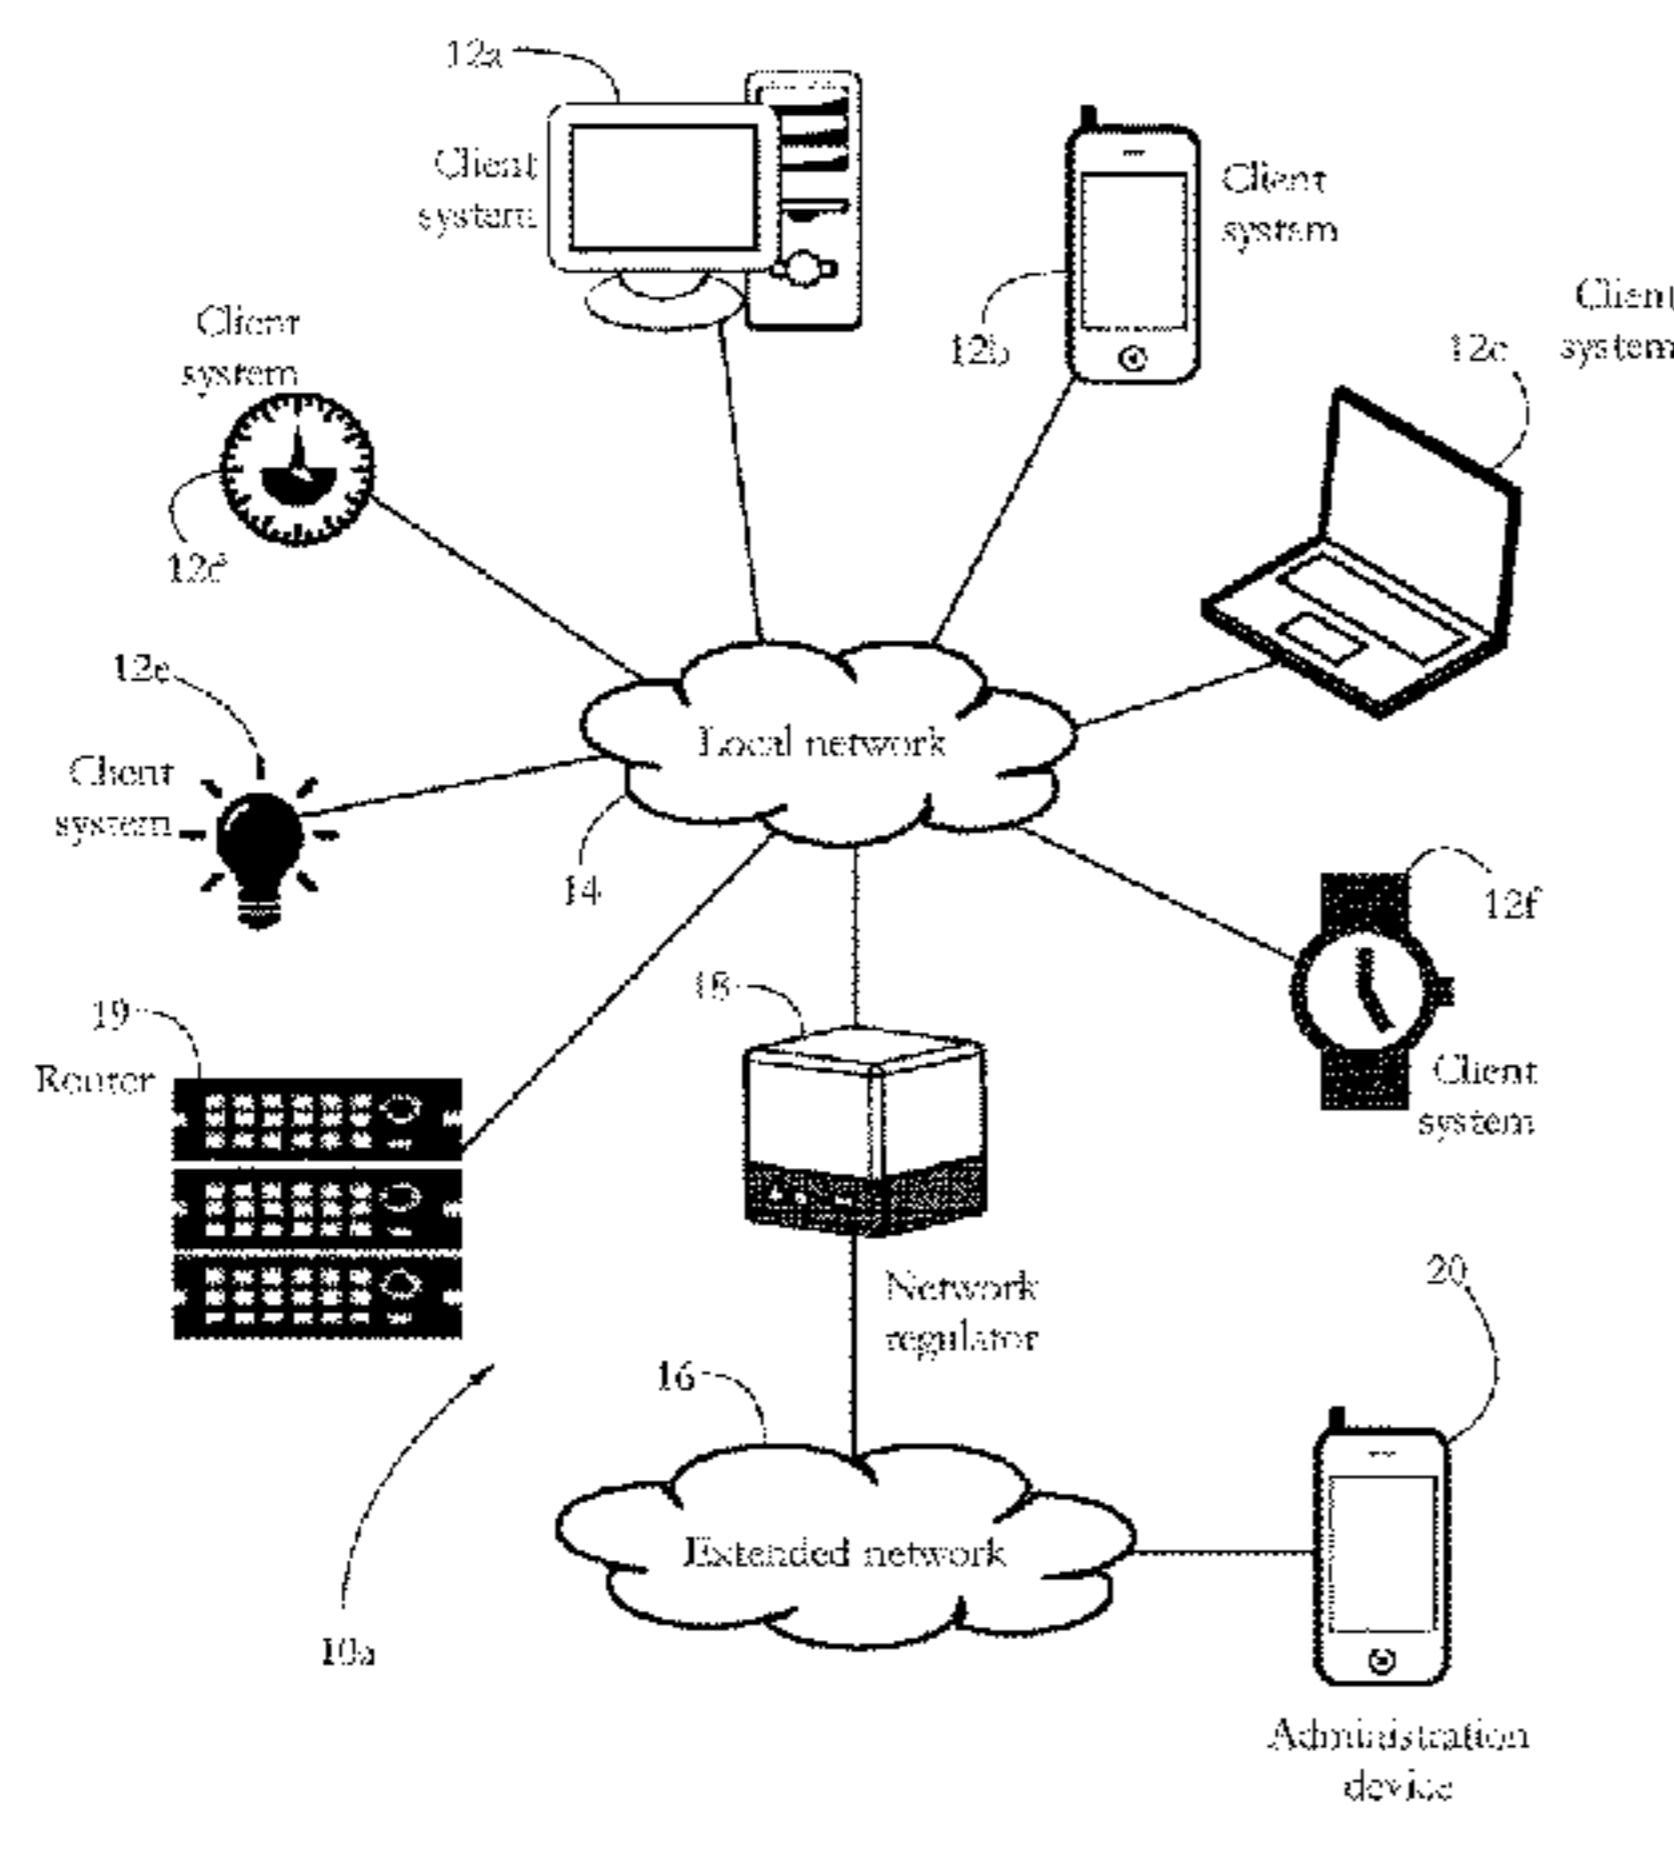 12a
Client
system
Client
system
12b
Client
system
12c
Client
system
12d
12e
Client
system
Local network
14
12f
Client
system
18
19
Router
Network
regulator
20
16
Extended network
10a
Administration
device